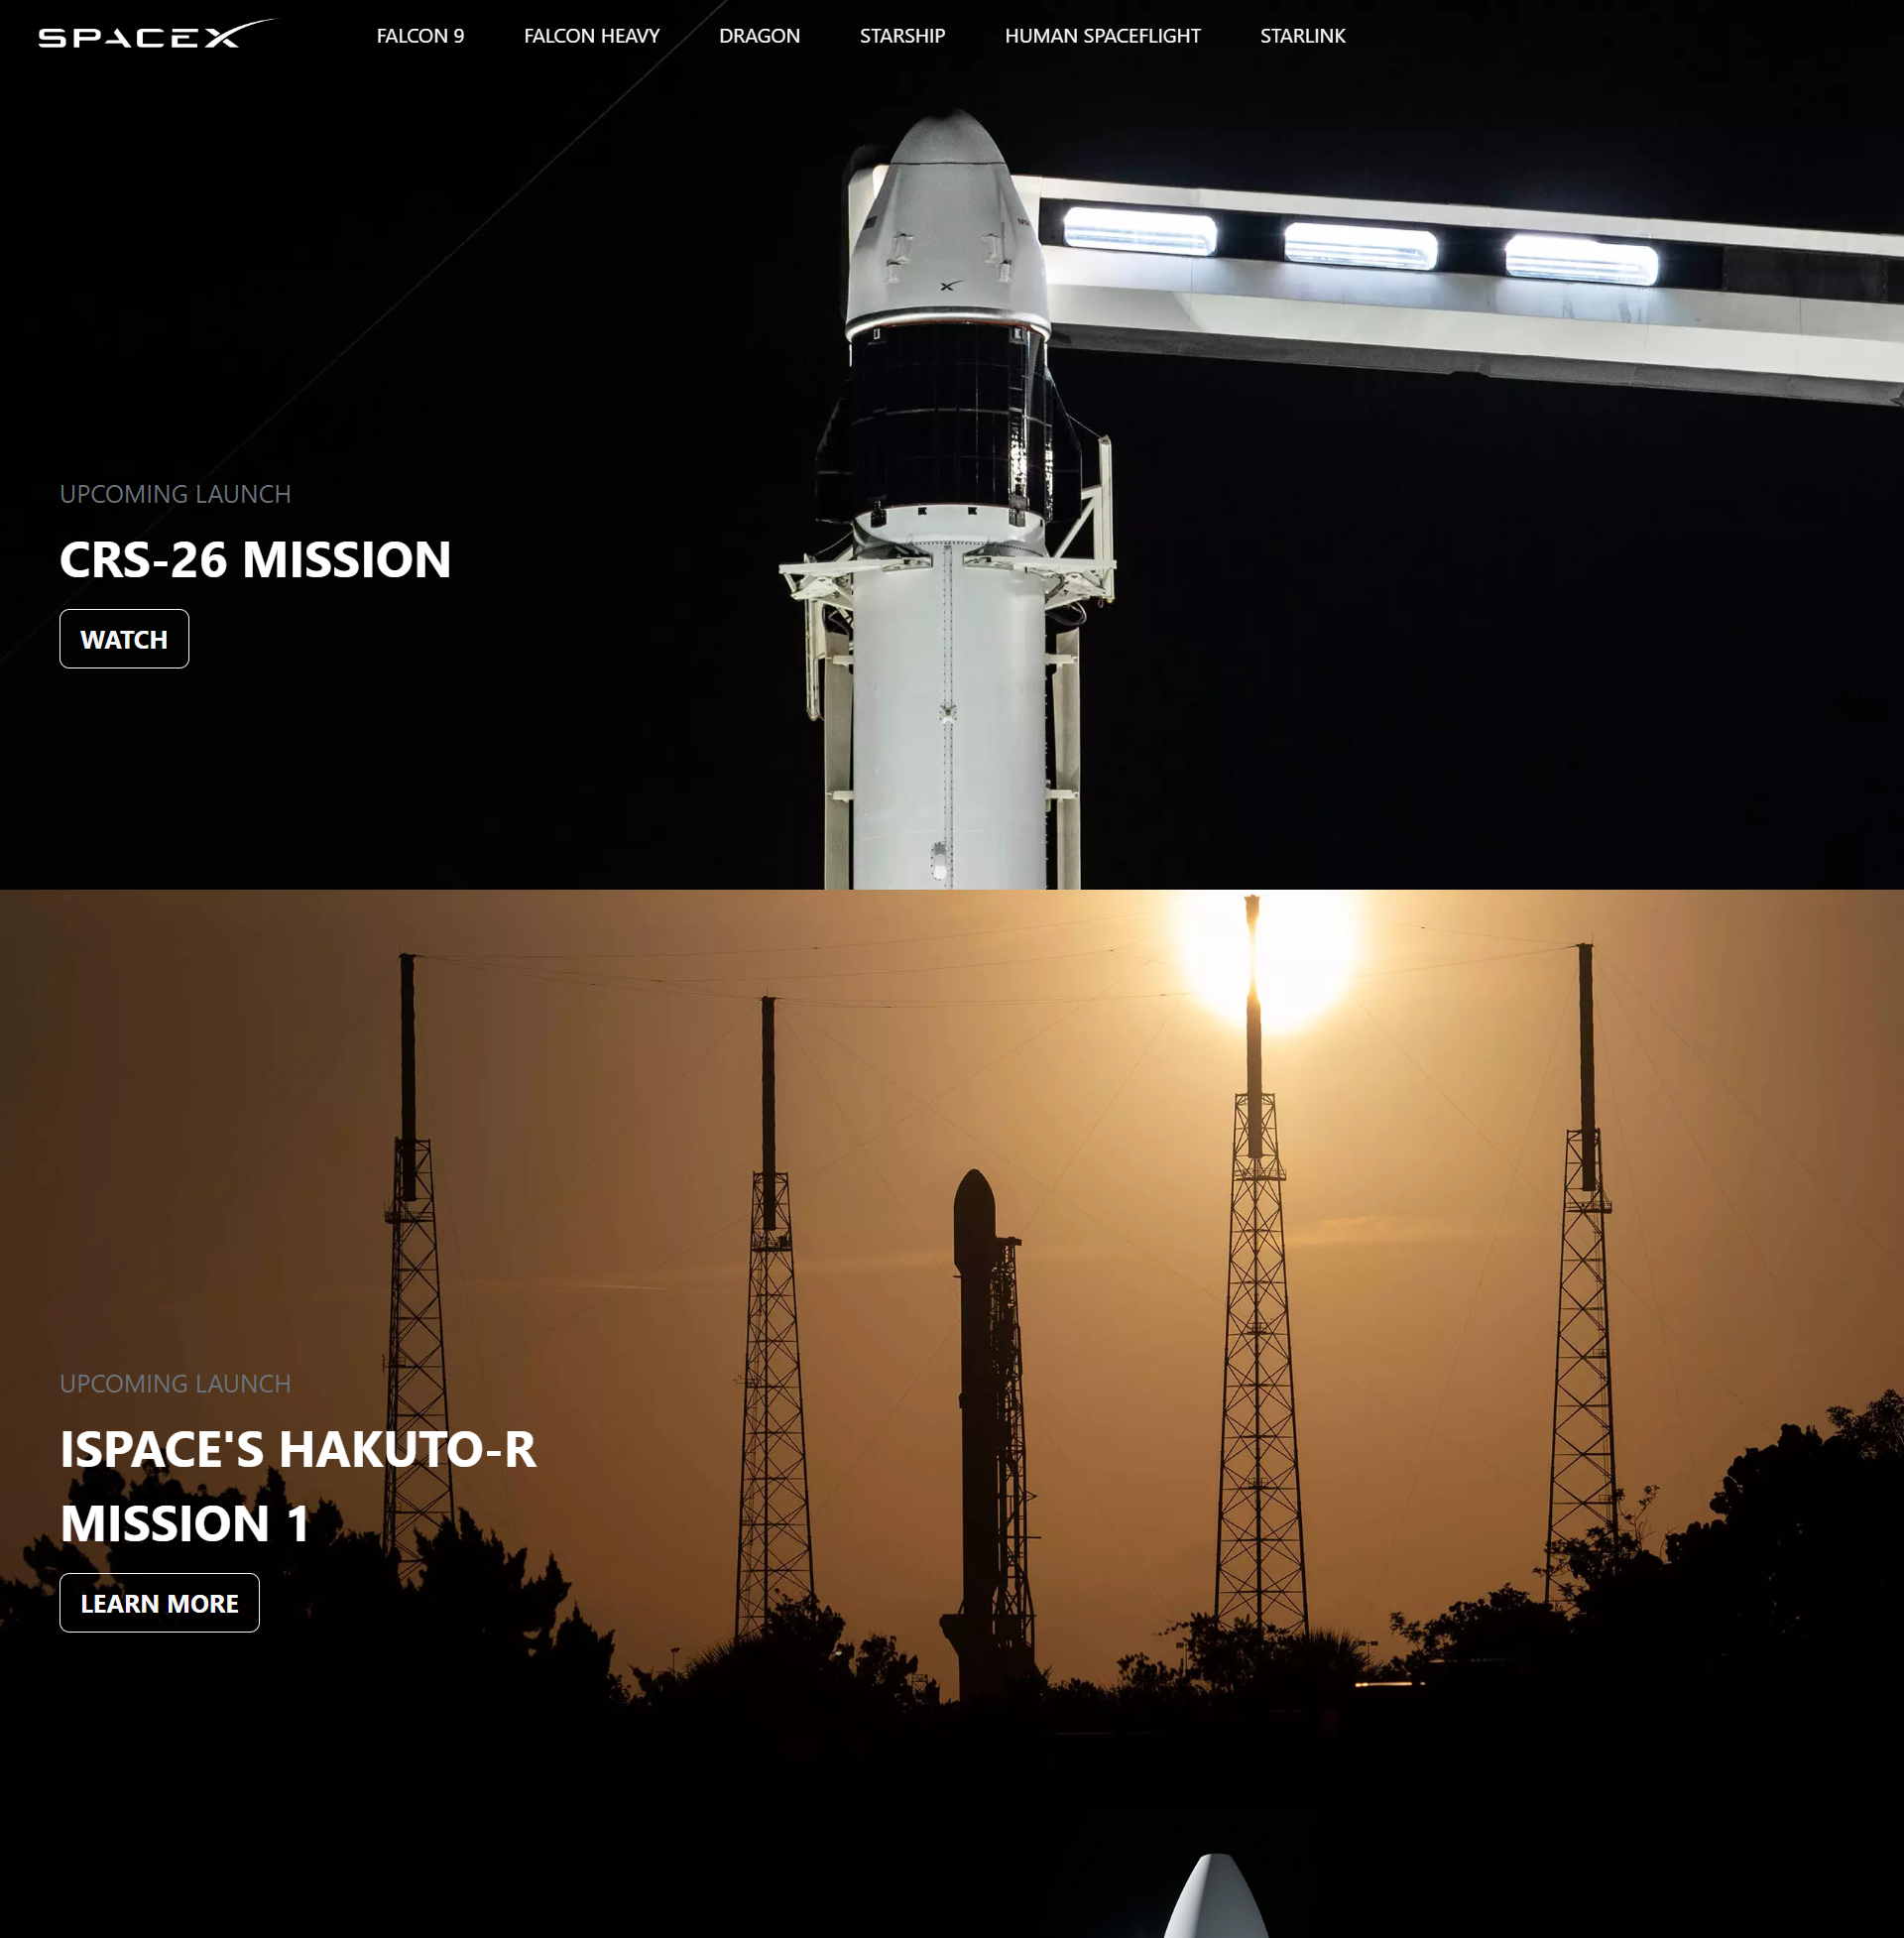 SPACEX
FALCON 9
FALCON HEAVY
DRAGON
STARSHIP
HUMAN SPACEFLIGHT
STARLINK
UPCOMING LAUNCH
CRS-26 MISSION
WATCH
UPCOMING LAUNCH
ISPACE'S HAKUTO-R
MISSION 1
LEARN MORE